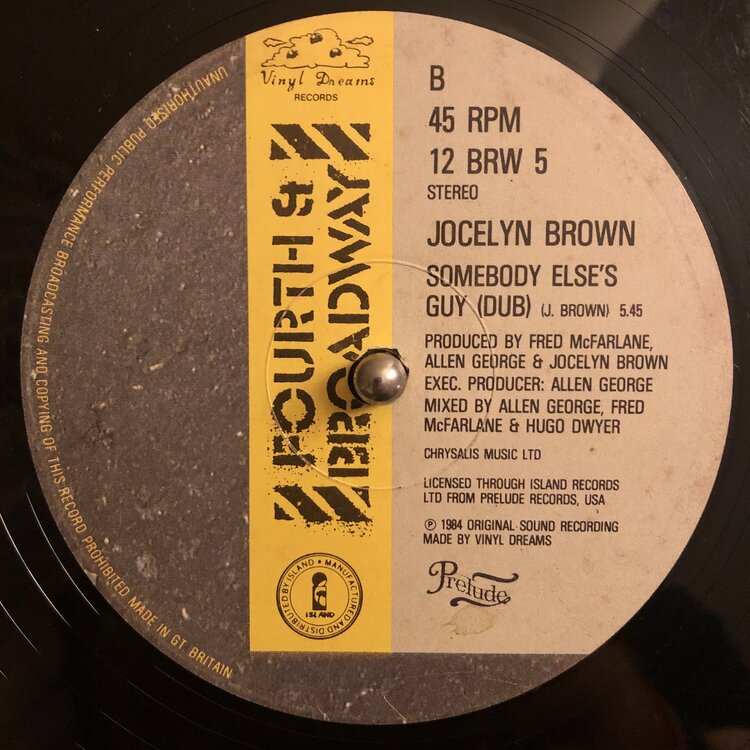 Vinyl Dreams
RECORDS
FOURTH &
BROADWAY
MANUFACTURED AND DISTRIBUTED BY ISLAND •
ISLAND
B
45 RPM
12 BRW 5
STEREO
JOCELYN BROWN
SOMEBODY ELSE'S
GUY (DUB) (J. BROWN) 5.45
PRODUCED BY FRED McFARLANE,
ALLEN GEORGE & JOCELYN BROWN
EXEC. PRODUCER: ALLEN GEORGE
MIXED BY ALLEN GEORGE, FRED
McFARLANE & HUGO DWYER
CHRYSALIS MUSIC LTD
LICENSED THROUGH ISLAND RECORDS
LTD FROM PRELUDE RECORDS, USA
℗ 1984 ORIGINAL SOUND RECORDING
MADE BY VINYL DREAMS
Prelude
UNAUTHORISED PUBLIC PERFORMANCE BROADCASTING AND COPYING OF THIS RECORD PROHIBITED MADE IN GT. BRITAIN